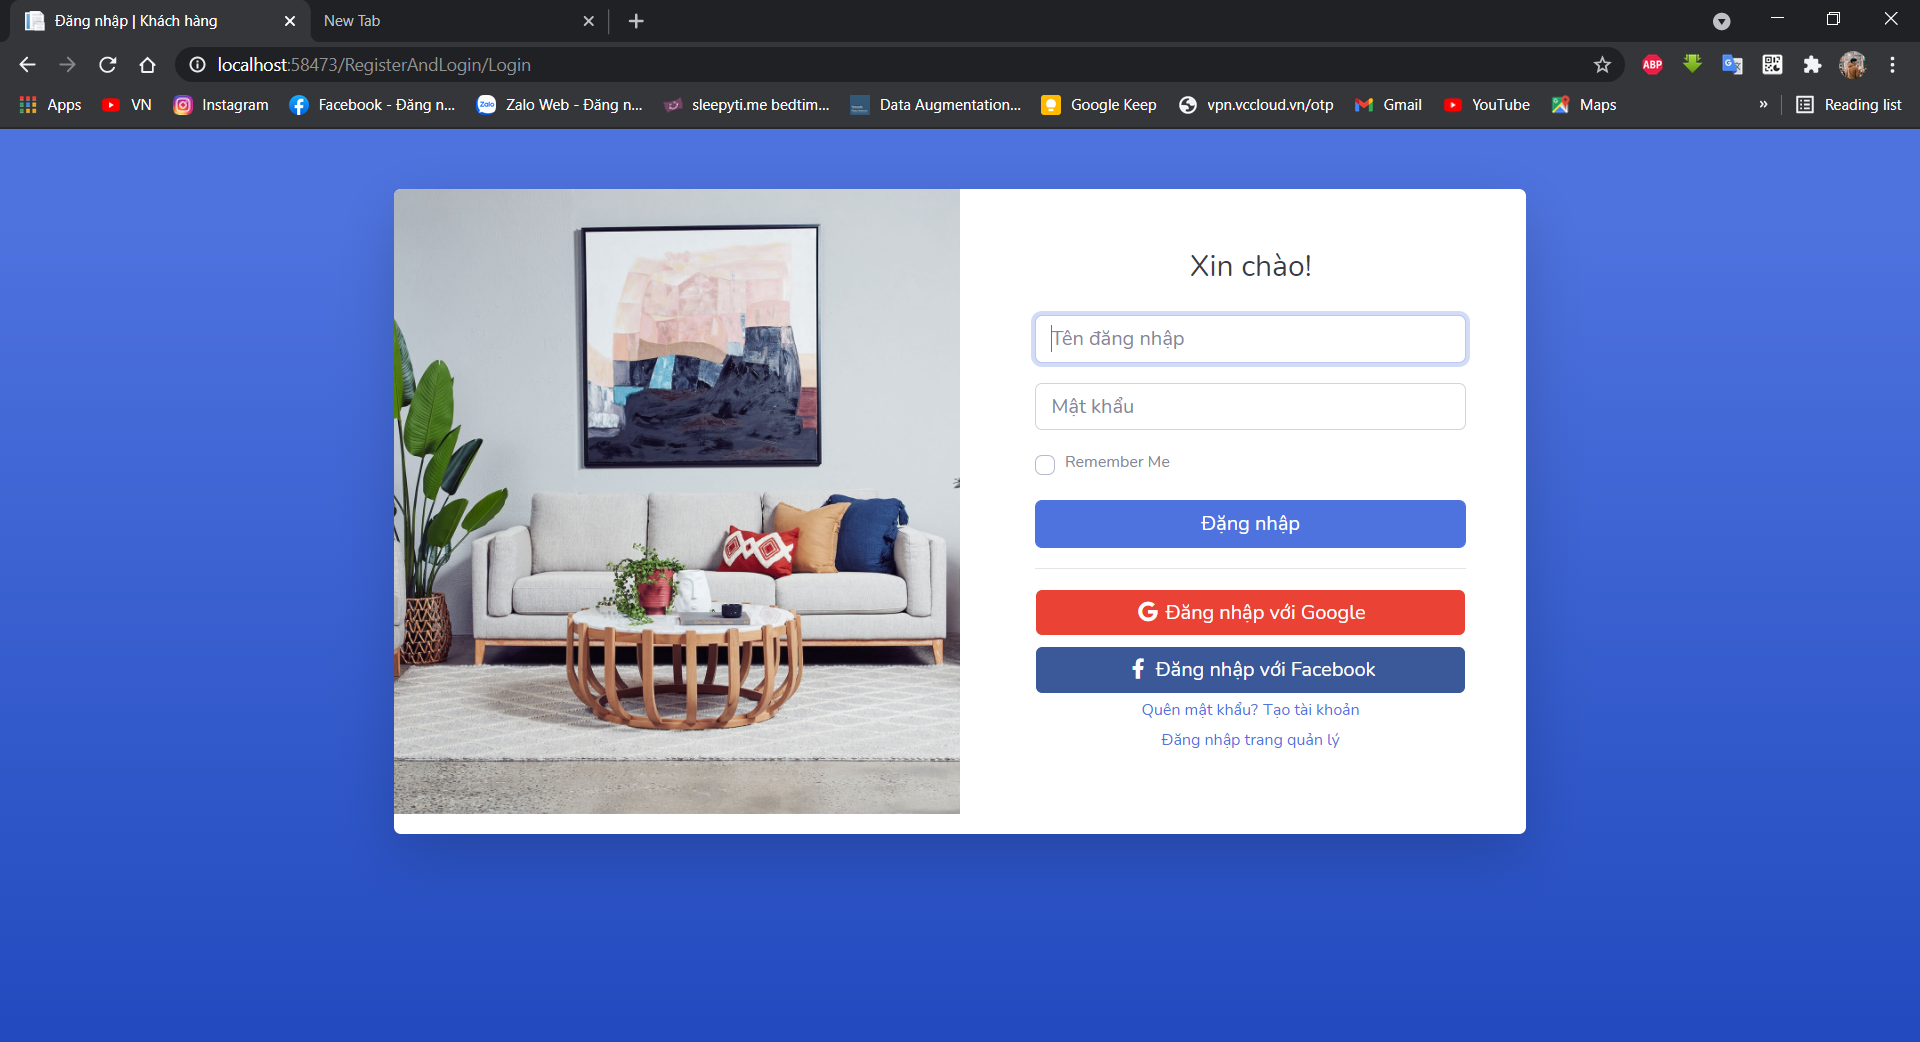 Đăng nhập | Khách hàng
New Tab
localhost:58473/RegisterAndLogin/Login
ABP
Apps
VN
Instagram
Facebook - Đăng n...
Zalo Web - Đăng n...
sleepyti.me bedtim...
Data Augmentation...
Google Keep
vpn.vccloud.vn/otp
Gmail
YouTube
Maps
»
Reading list
Xin chào!
Tên đăng nhập
Mật khẩu
Remember Me
Đặng nhập
Đăng nhập với Google
Đăng nhập với Facebook
Quên mật khẩu? Tạo tài khoản
Đăng nhập trang quản lý